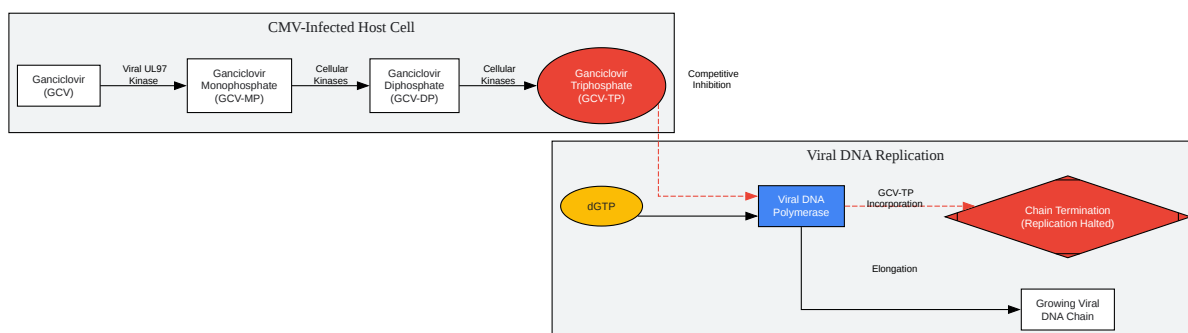 CMV-Infected Host Cell
Ganciclovir
(GCV)
Viral UL97
Kinase
Ganciclovir
Monophosphate
(GCV-MP)
Cellular
Kinases
Ganciclovir
Diphosphate
(GCV-DP)
Cellular
Kinases
Ganciclovir
Triphosphate
(GCV-TP)
Competitive
Inhibition
Viral DNA Replication
dGTP
Viral DNA
Polymerase
GCV-TP
Incorporation
Chain Termination
(Replication Halted)
Elongation
Growing Viral
DNA Chain